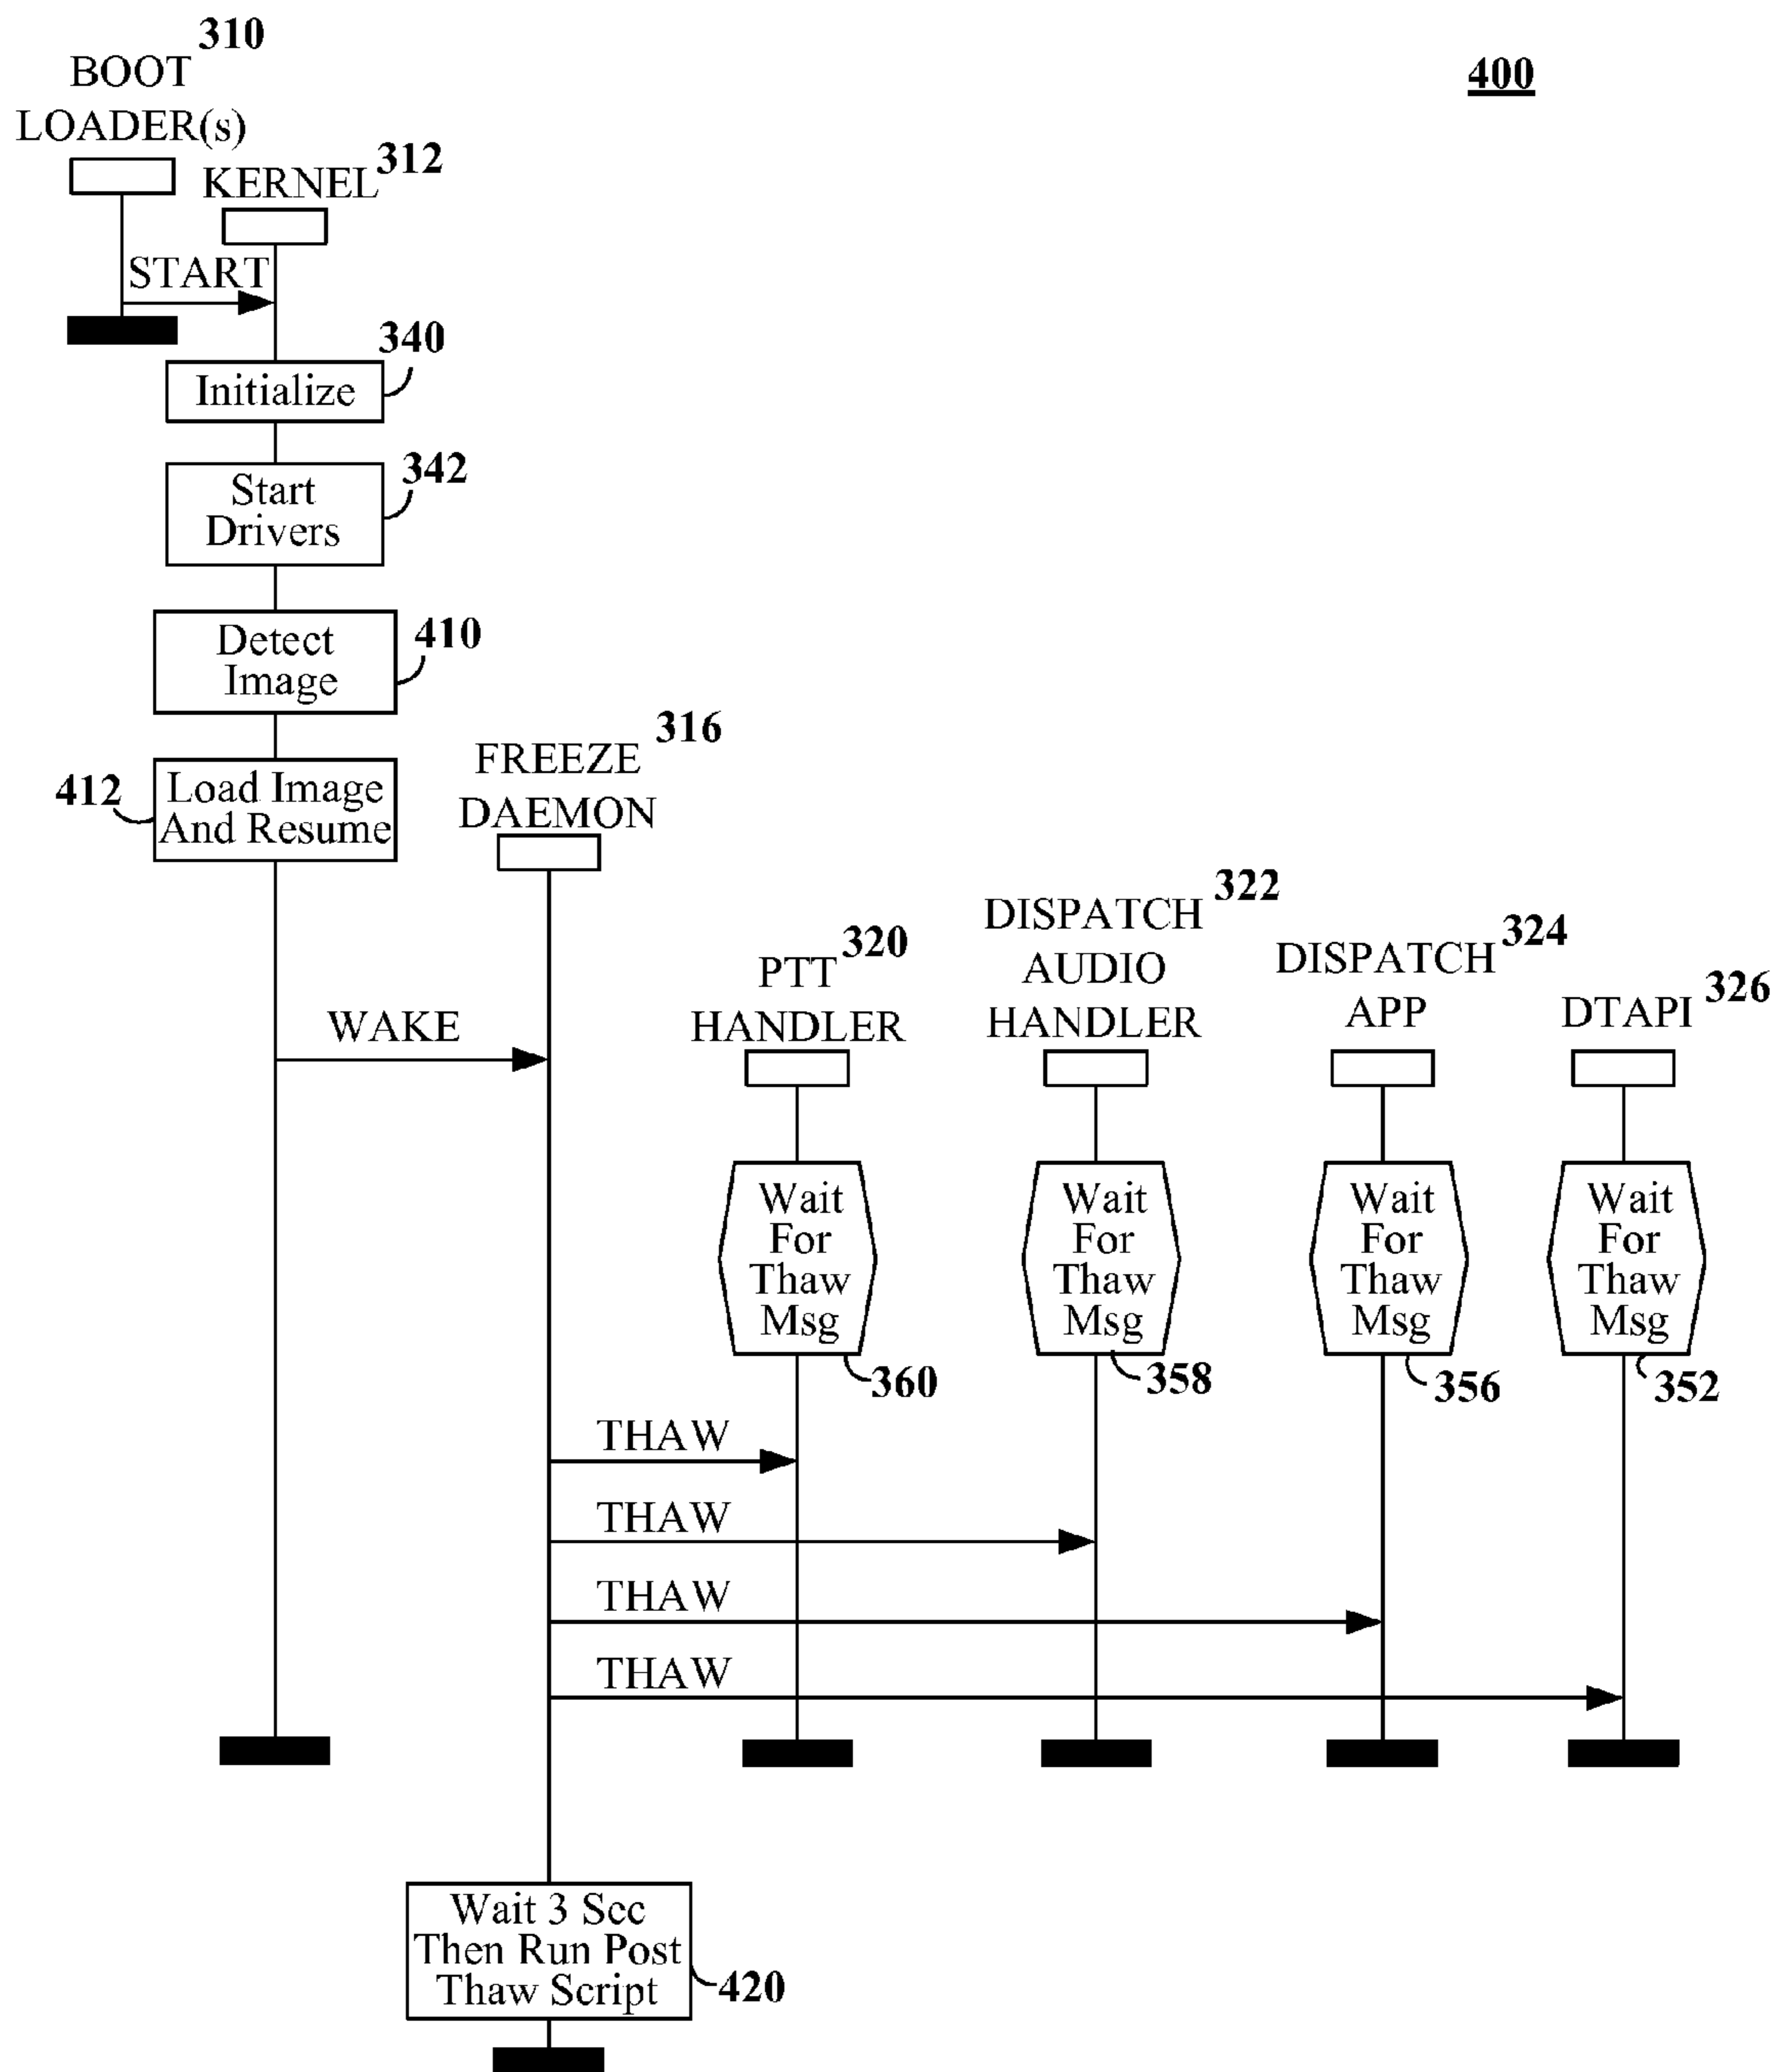 310
BOOT
LOADER(s)
400
KERNEL 312
START
340
Initialize
342
Start
Drivers
410
Detect
Image
412
Load Image
And Resume
316
FREEZE
DAEMON
WAKE
320
PTT
HANDLER
322
DISPATCH
AUDIO
HANDLER
324
DISPATCH
APP
326
DTAPI
Wait
For
Thaw
Msg
360
Wait
For
Thaw
Msg
358
Wait
For
Thaw
Msg
356
Wait
For
Thaw
Msg
352
THAW
THAW
THAW
THAW
Wait 3 Sec
Then Run Post
Thaw Script
420